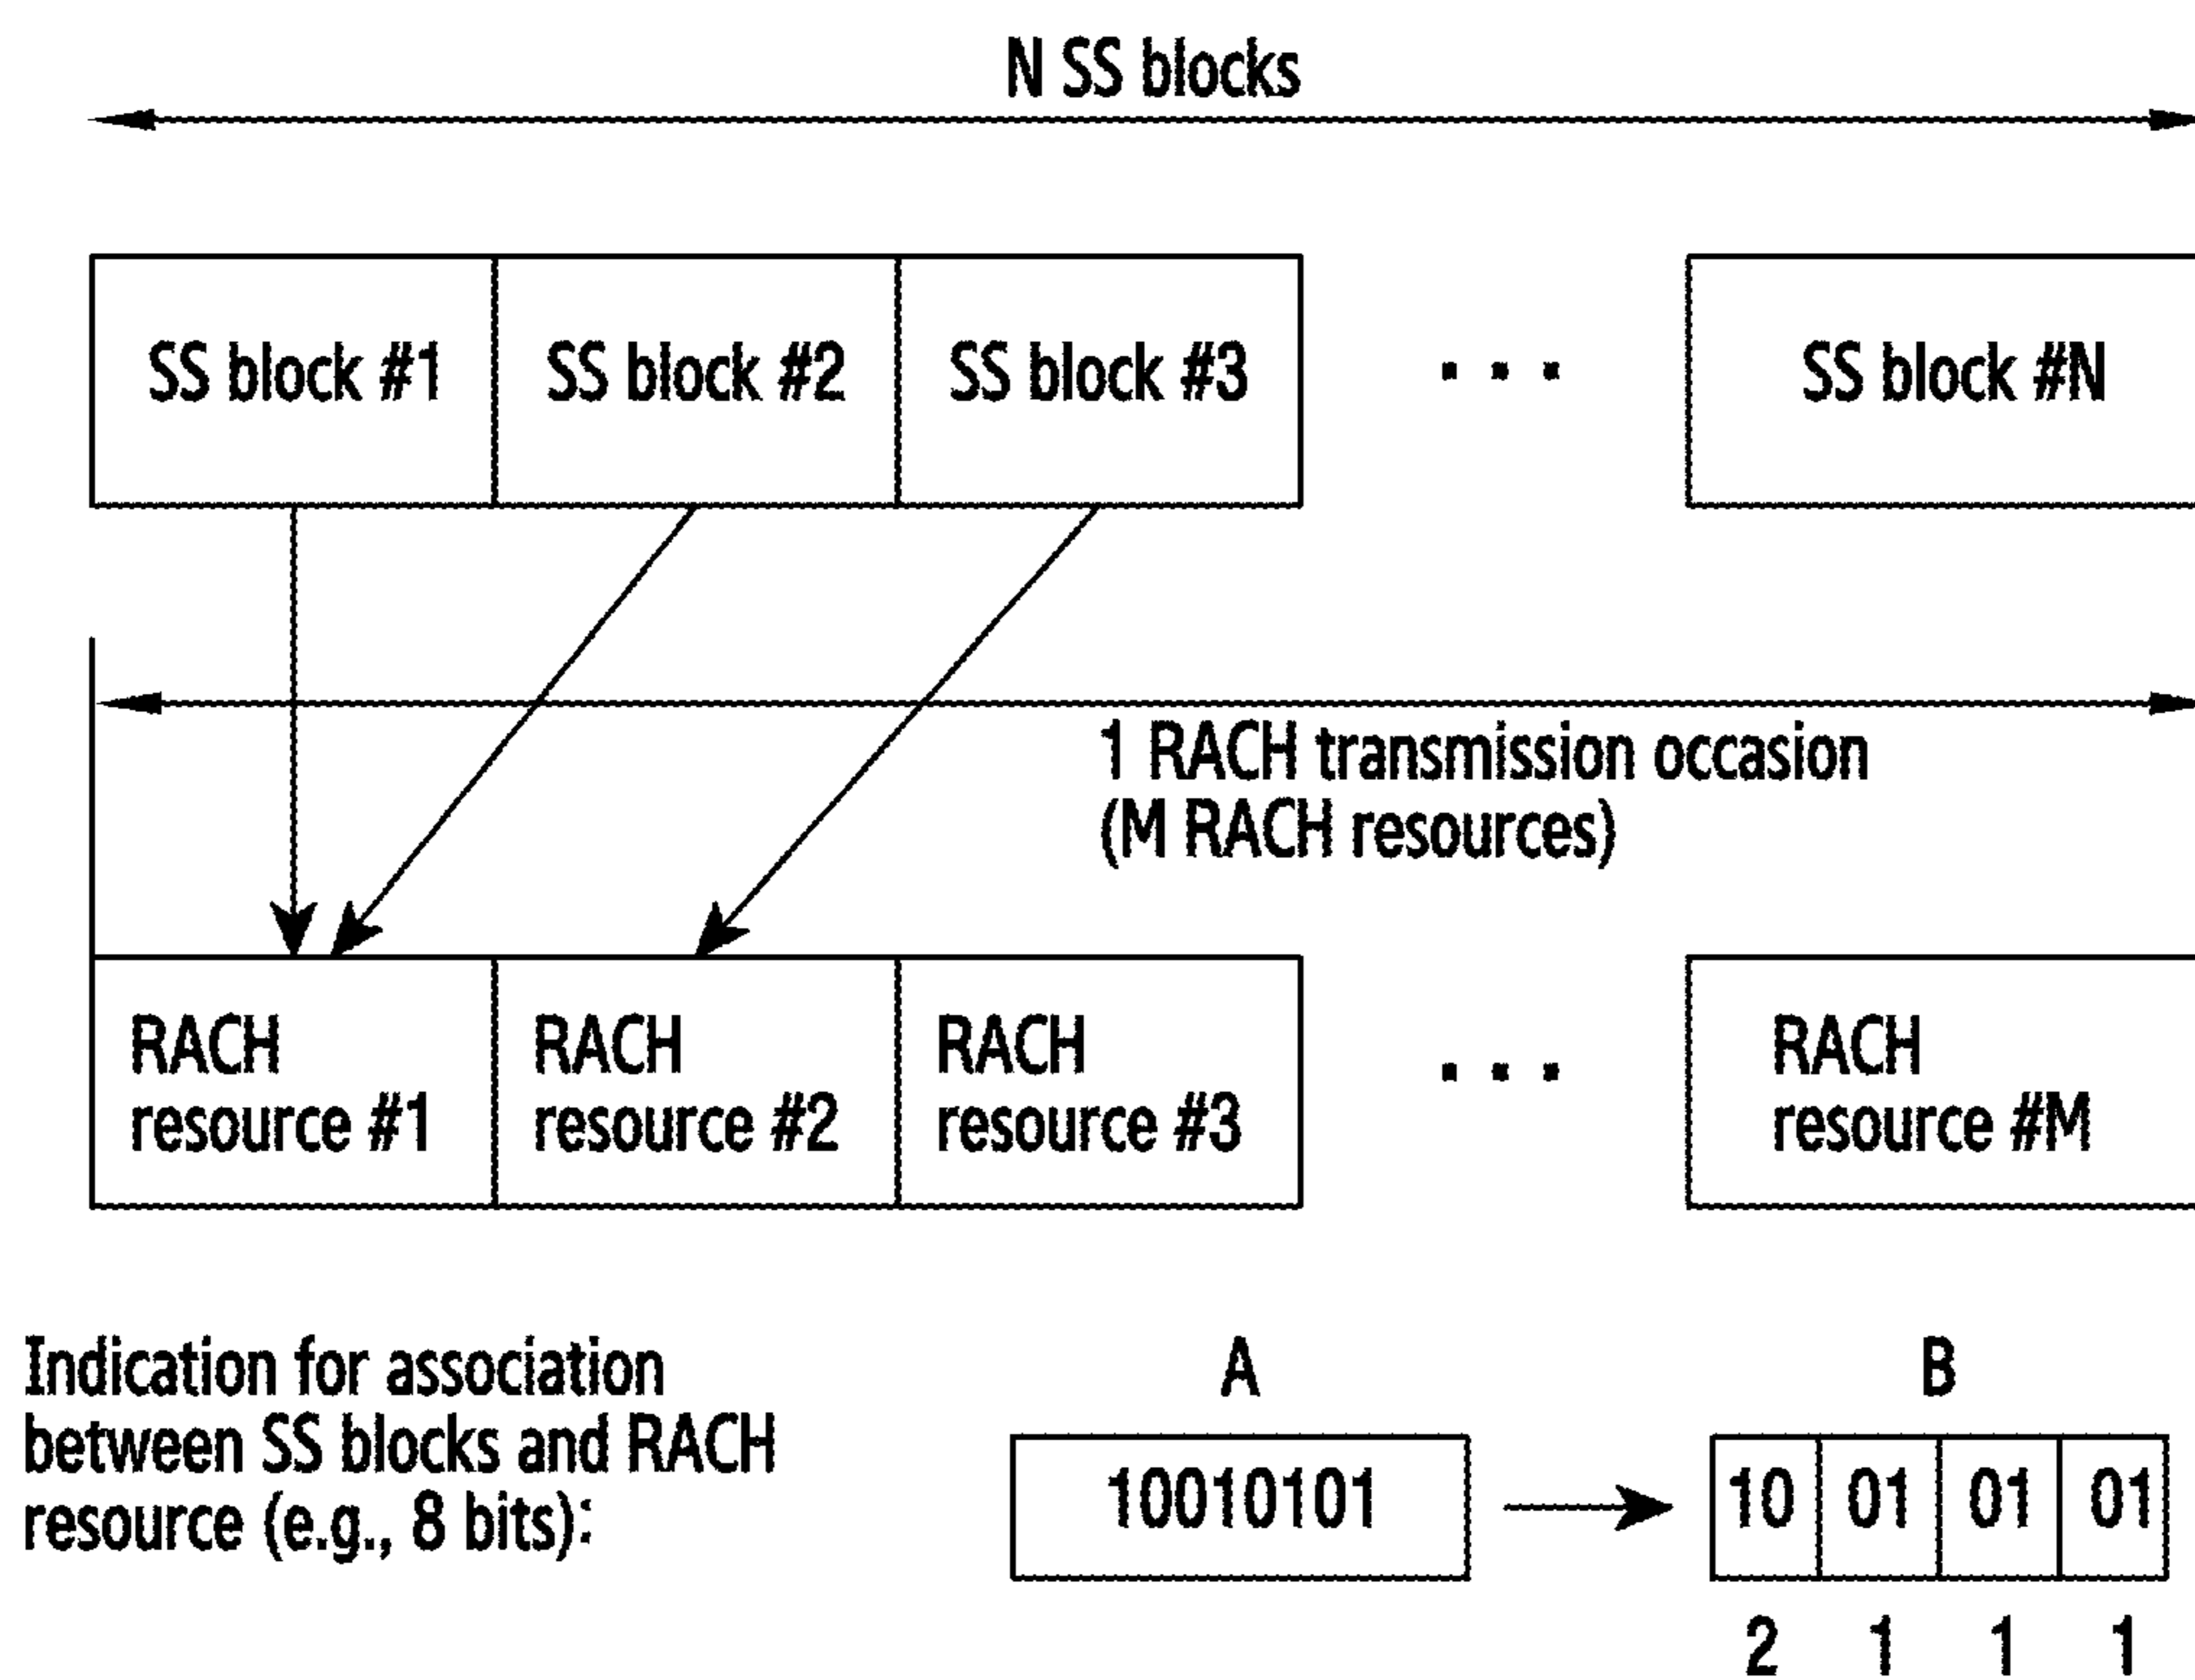 N SS blocks
SS block #1
SS block #2
SS block #3
...
SS block #N
1 RACH transmission occasion
(M RACH resources)
RACH
resource #1
RACH
resource #2
RACH
resource #3
...
RACH
resource #M
Indication for association
between SS blocks and RACH
resource (e.g., 8 bits):
A
10010101
B
10 01 01 01
2 1 1 1